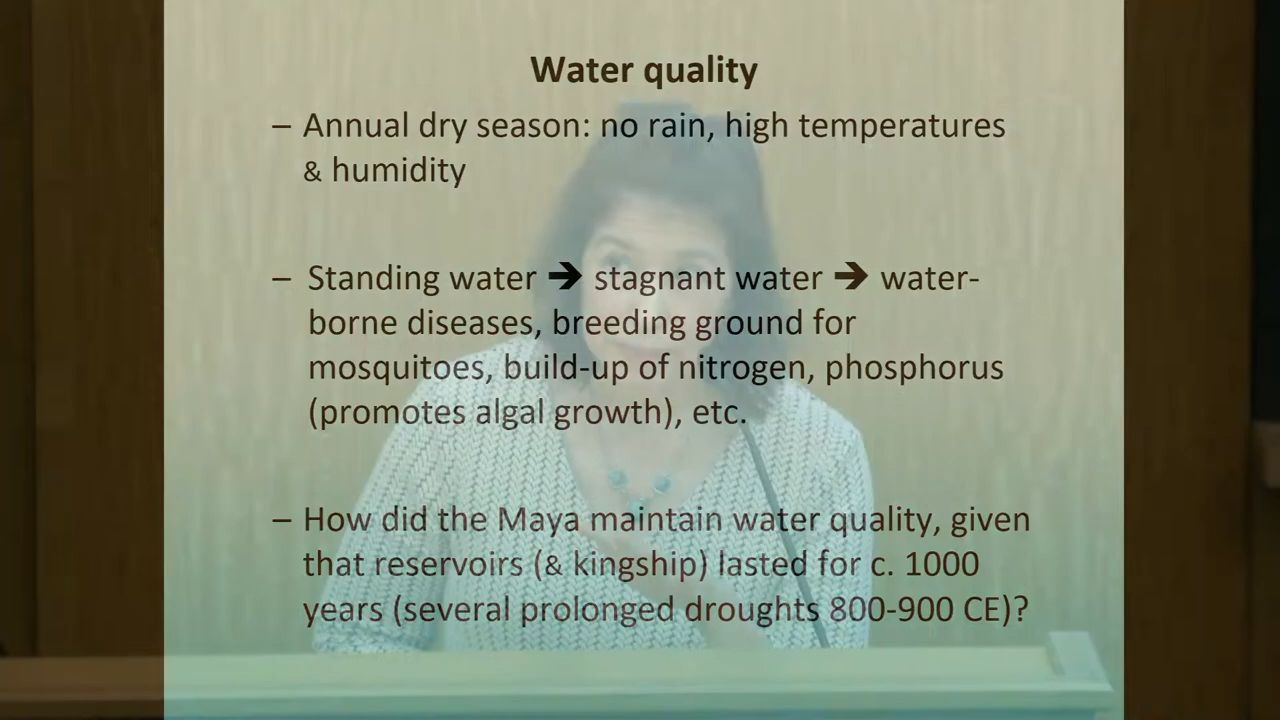 Water quality
– Annual dry season: no rain, high temperatures
& humidity
– Standing water ➔ stagnant water ➔ water-
borne diseases, breeding ground for
mosquitoes, build-up of nitrogen, phosphorus
(promotes algal growth), etc.
– How did the Maya maintain water quality, given
that reservoirs (& kingship) lasted for c. 1000
years (several prolonged droughts 800-900 CE)?